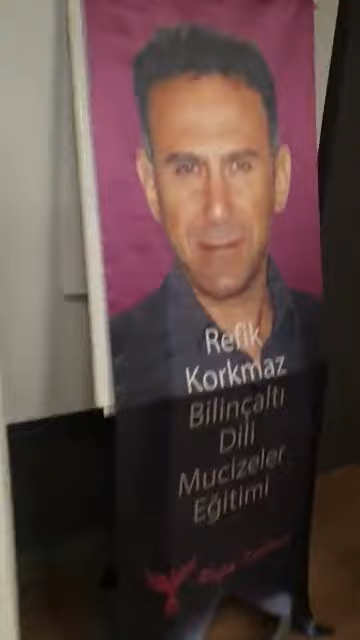 Refik
Korkmaz
Bilinçaltı
Dili
Mucizeler
Eğitimi